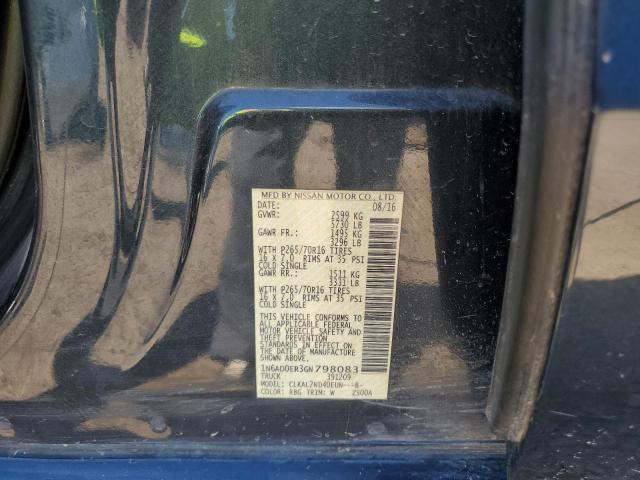 MFD BY NISSAN MOTOR CO., LTD.
DATE: 08/16
GVWR: 2599 KG
5730 LB
GAWR FR.: 1495 KG
3296 LB
WITH P265/70R16 TIRES
16 X 7.0 RIMS AT 35 PSI
COLD SINGLE
GAWR RR.: 1511 KG
3331 LB
WITH P265/70R16 TIRES
16 X 7.0 RIMS AT 35 PSI
COLD SINGLE
THIS VEHICLE CONFORMS TO
ALL APPLICABLE FEDERAL
MOTOR VEHICLE SAFETY AND
THEFT PREVENTION
STANDARDS IN EFFECT ON
THE DATE OF MANUFACTURE
SHOWN ABOVE.
1N6AD0ER3GN798083
TRUCK 391209
MODEL: CLKAL7ND40EUN---8-
COLOR: RBG TRIM: W 2500A